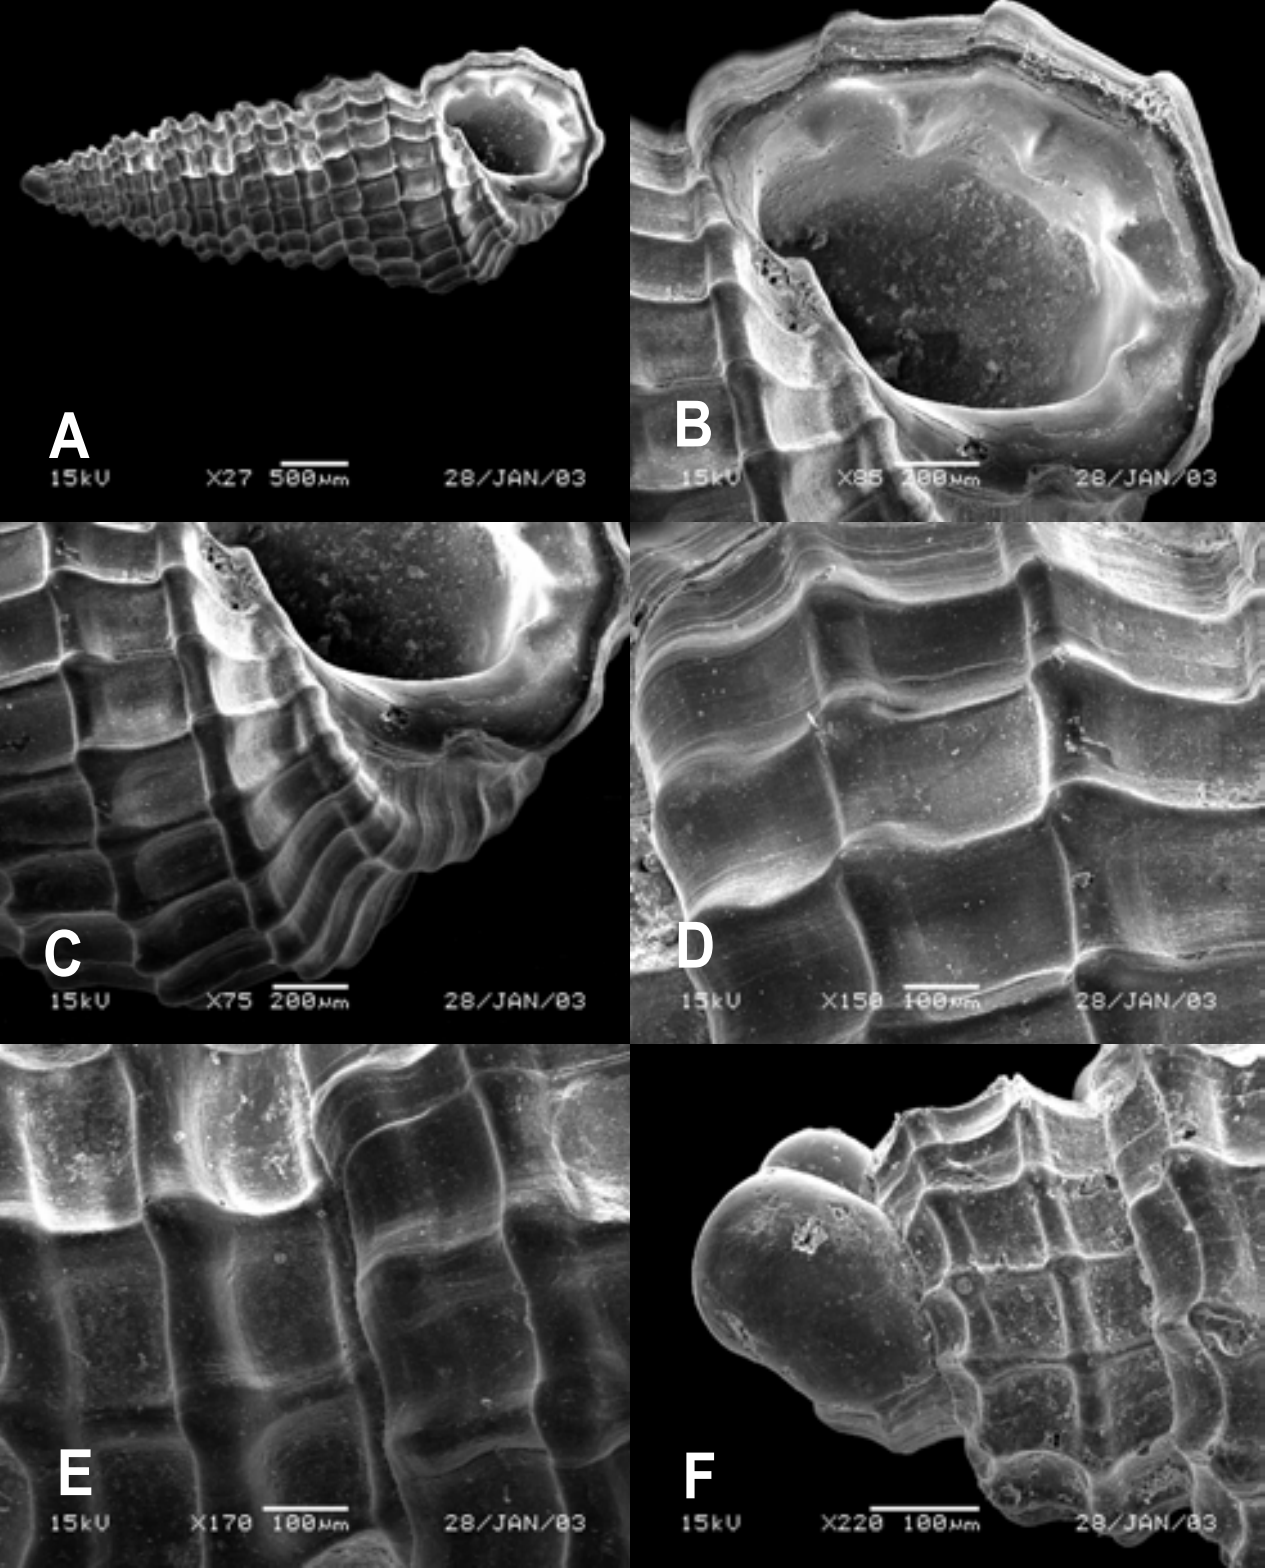 A
15kV X27 500µm 28/JAN/03
B
15kV X85 200µm 28/JAN/03
C
15kV X75 200µm 28/JAN/03
D
15kV X150 100µm 28/JAN/03
E
15kV X170 100µm 28/JAN/03
F
15kV X220 100µm 28/JAN/03